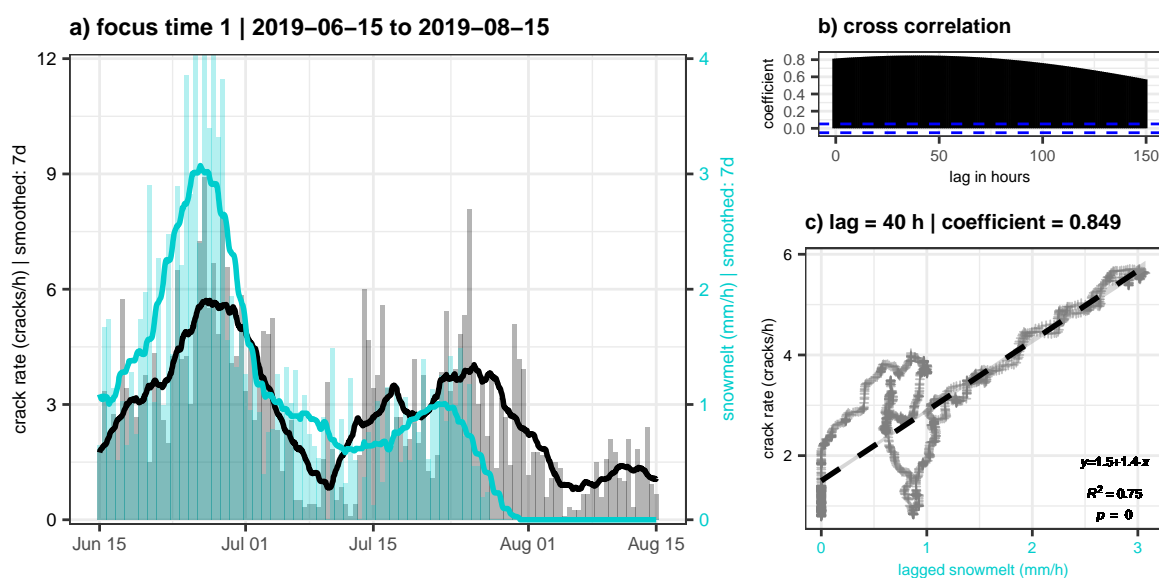 a) focus time 1 | 2019−06−15 to 2019−08−15
12
9
6
3
0
crack rate (cracks/h) | smoothed: 7d
4
3
2
1
0
snowmelt (mm/h) | smoothed: 7d
Jun 15
Jul 01
Jul 15
Aug 01
Aug 15
b) cross correlation
0.8
0.6
0.4
0.2
0.0
coefficient
0
50
100
150
lag in hours
c) lag = 40 h | coefficient = 0.849
6
4
2
crack rate (cracks/h)
y=1.5+1.4·x
R² = 0.75
p = 0
0
1
2
3
lagged snowmelt (mm/h)